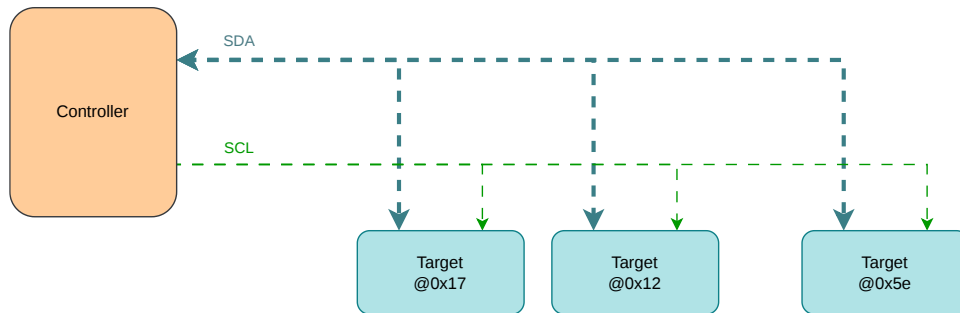 SDA
Controller
SCL
Target
@0x17
Target
@0x12
Target
@0x5e